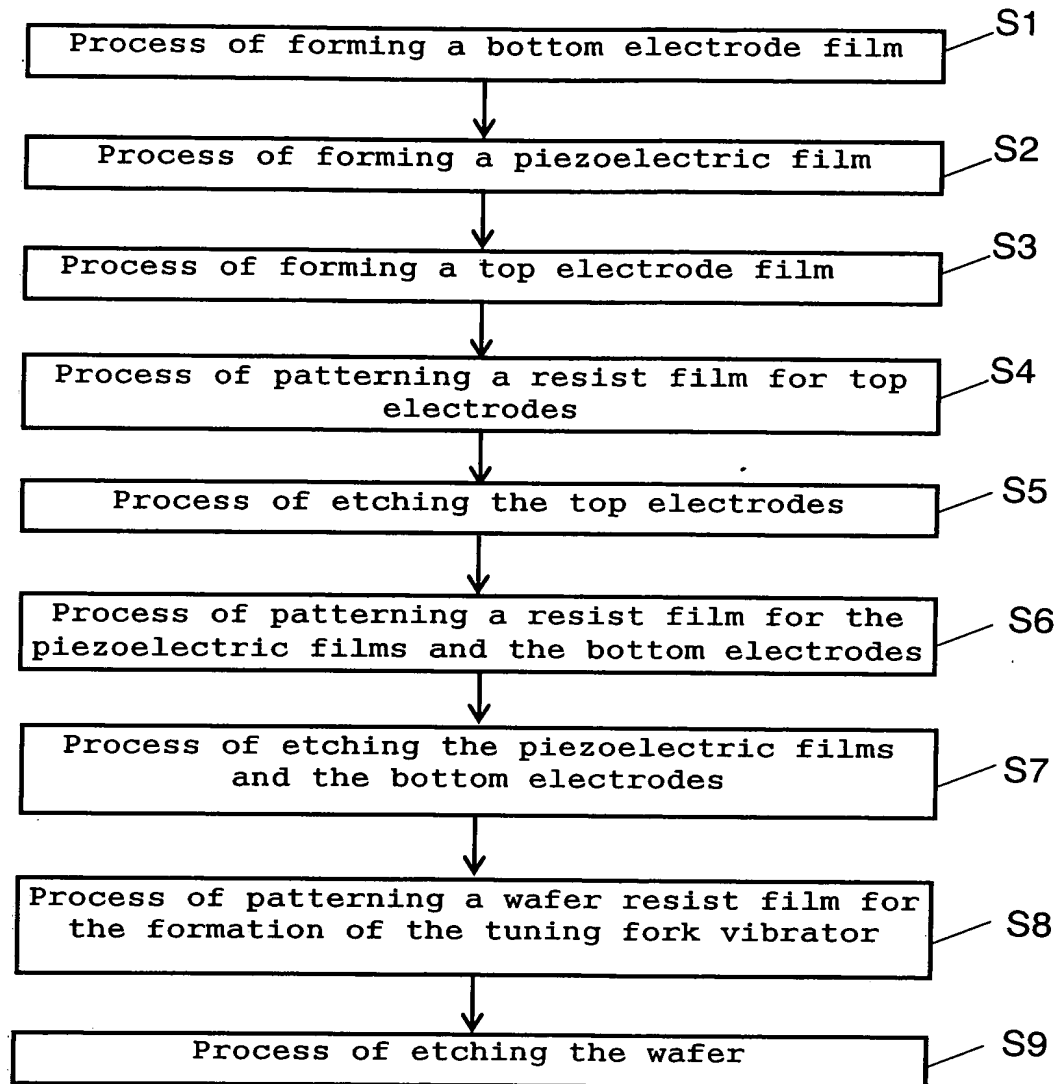 Process of forming a bottom electrode film
S1
Process of forming a piezoelectric film
S2
Process of forming a top electrode film
S3
Process of patterning a resist film for top
electrodes
S4
Process of etching the top electrodes
S5
Process of patterning a resist film for the
piezoelectric films and the bottom electrodes
S6
Process of etching the piezoelectric films
and the bottom electrodes
S7
Process of patterning a wafer resist film for
the formation of the tuning fork vibrator
S8
Process of etching the wafer
S9